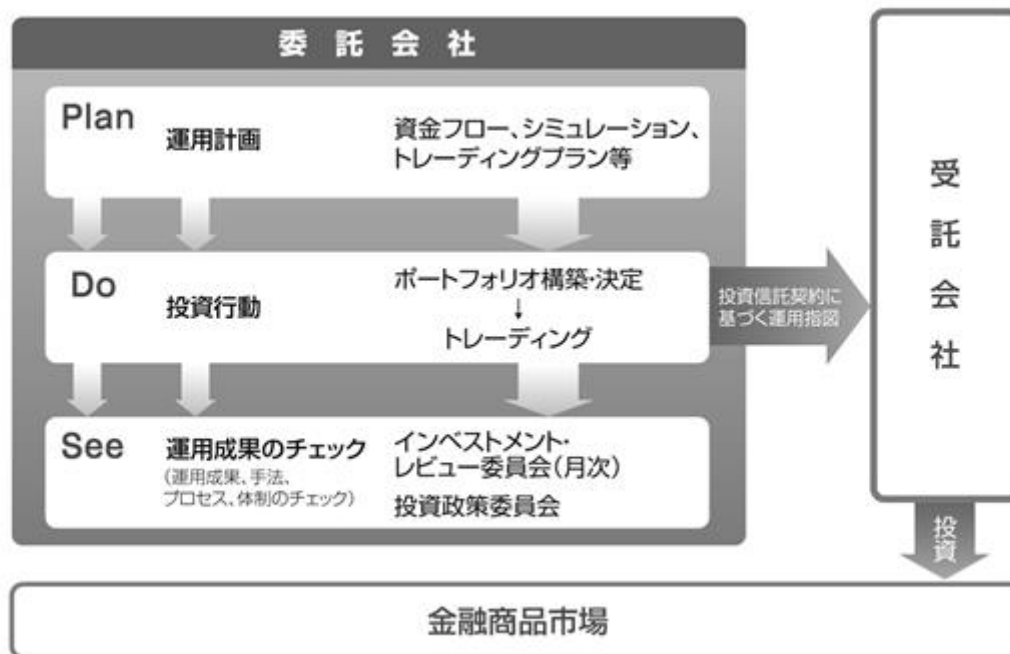 委託会社
Plan
運用計画
資金フロー、シミュレーション、
トレーディングプラン等
Do
投資行動
ポートフォリオ構築・決定
↓
トレーディング
投資信託契約に
基づく運用指図
See
運用成果のチェック
(運用成果、手法、
プロセス、体制のチェック)
インベストメント・
レビュー委員会(月次)
投資政策委員会
受託会社
投資
金融商品市場